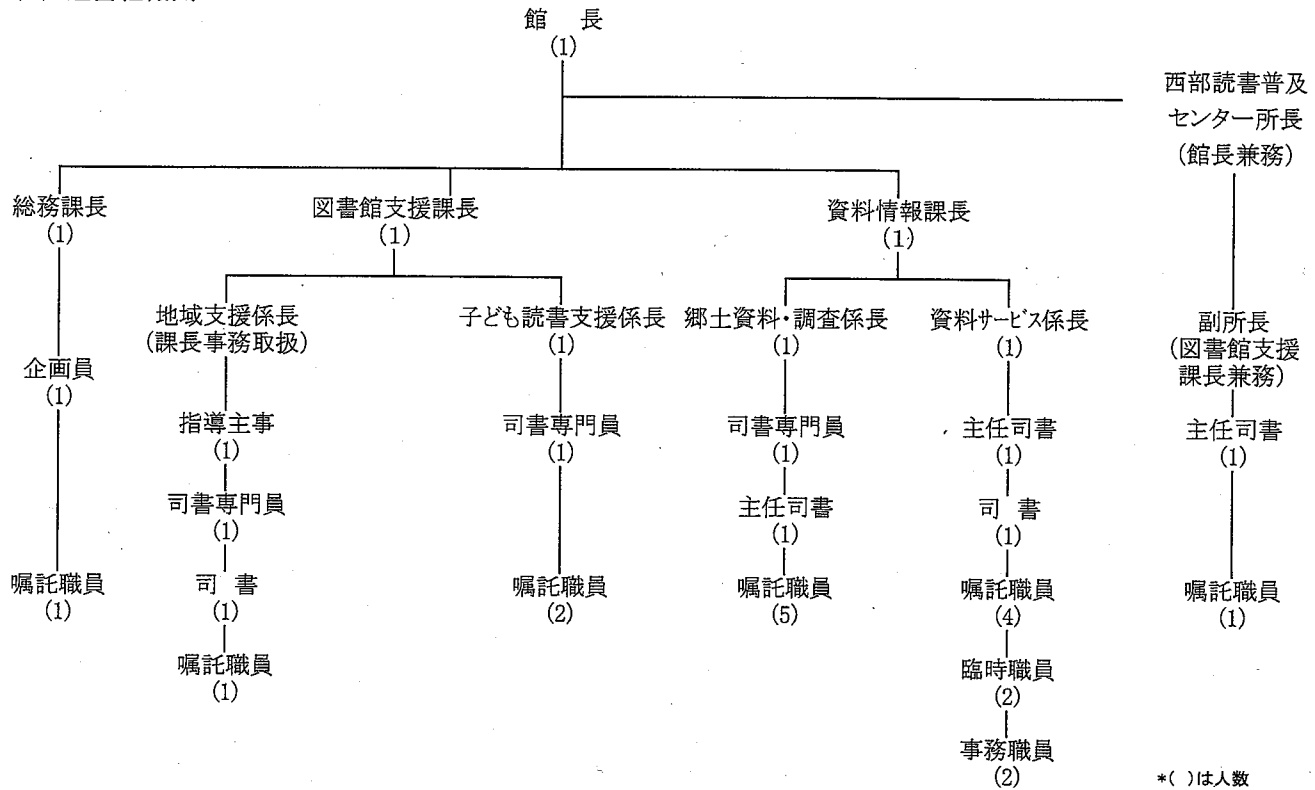 館　長
(1)
西部読書普及
センター所長
(館長兼務)
総務課長
(1)
図書館支援課長
(1)
資料情報課長
(1)
地域支援係長
(課長事務取扱)
子ども読書支援係長
(1)
郷土資料・調査係長
(1)
資料サービス係長
(1)
副所長
(図書館支援
課長兼務)
企画員
(1)
指導主事
(1)
司書専門員
(1)
司書専門員
(1)
主任司書
(1)
主任司書
(1)
司書専門員
(1)
主任司書
(1)
司　書
(1)
嘱託職員
(1)
司　書
(1)
嘱託職員
(2)
嘱託職員
(5)
嘱託職員
(4)
嘱託職員
(1)
嘱託職員
(1)
臨時職員
(2)
事務職員
(2)
*( )は人数